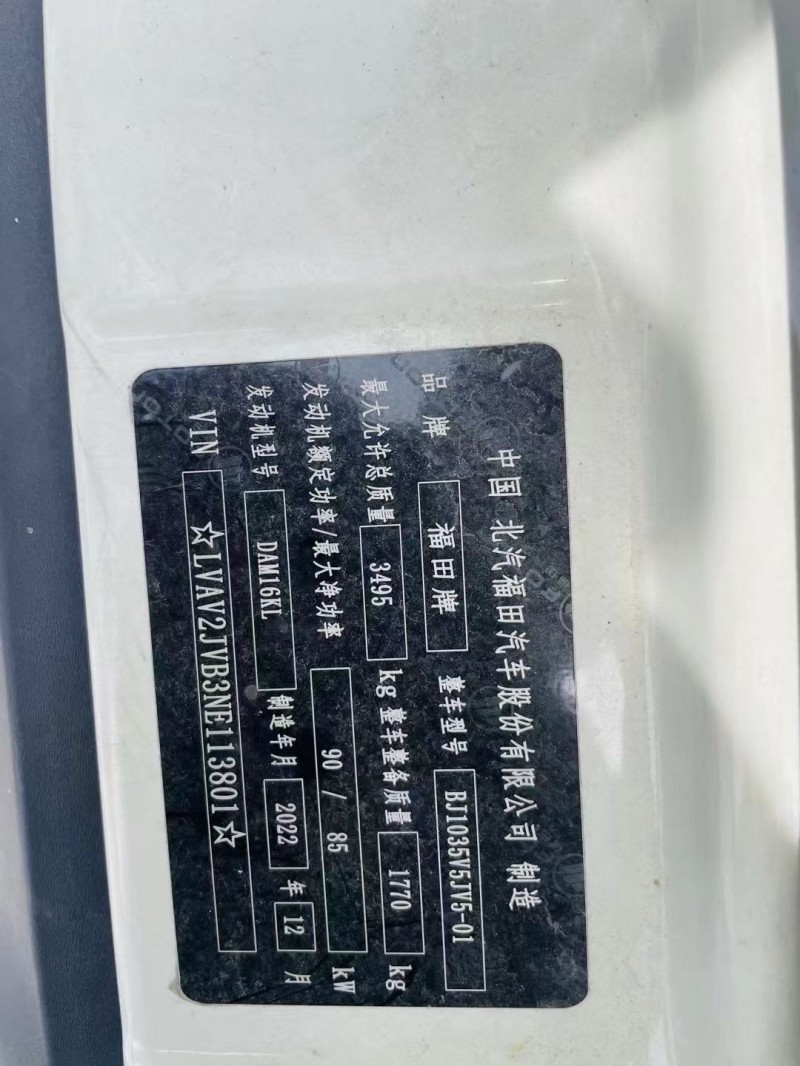 中国 北汽福田汽车股份有限公司 制造
品牌 福田牌 整车型号 BJ1035V5JV5-01
最大允许总质量 3495 kg 整车整备质量 1770 kg
发动机额定功率/最大净功率 90 / 85 kW
发动机型号 DAM16KL 制造年月 2022 年 12 月
VIN ☆LVAV2JVB3NE113801☆